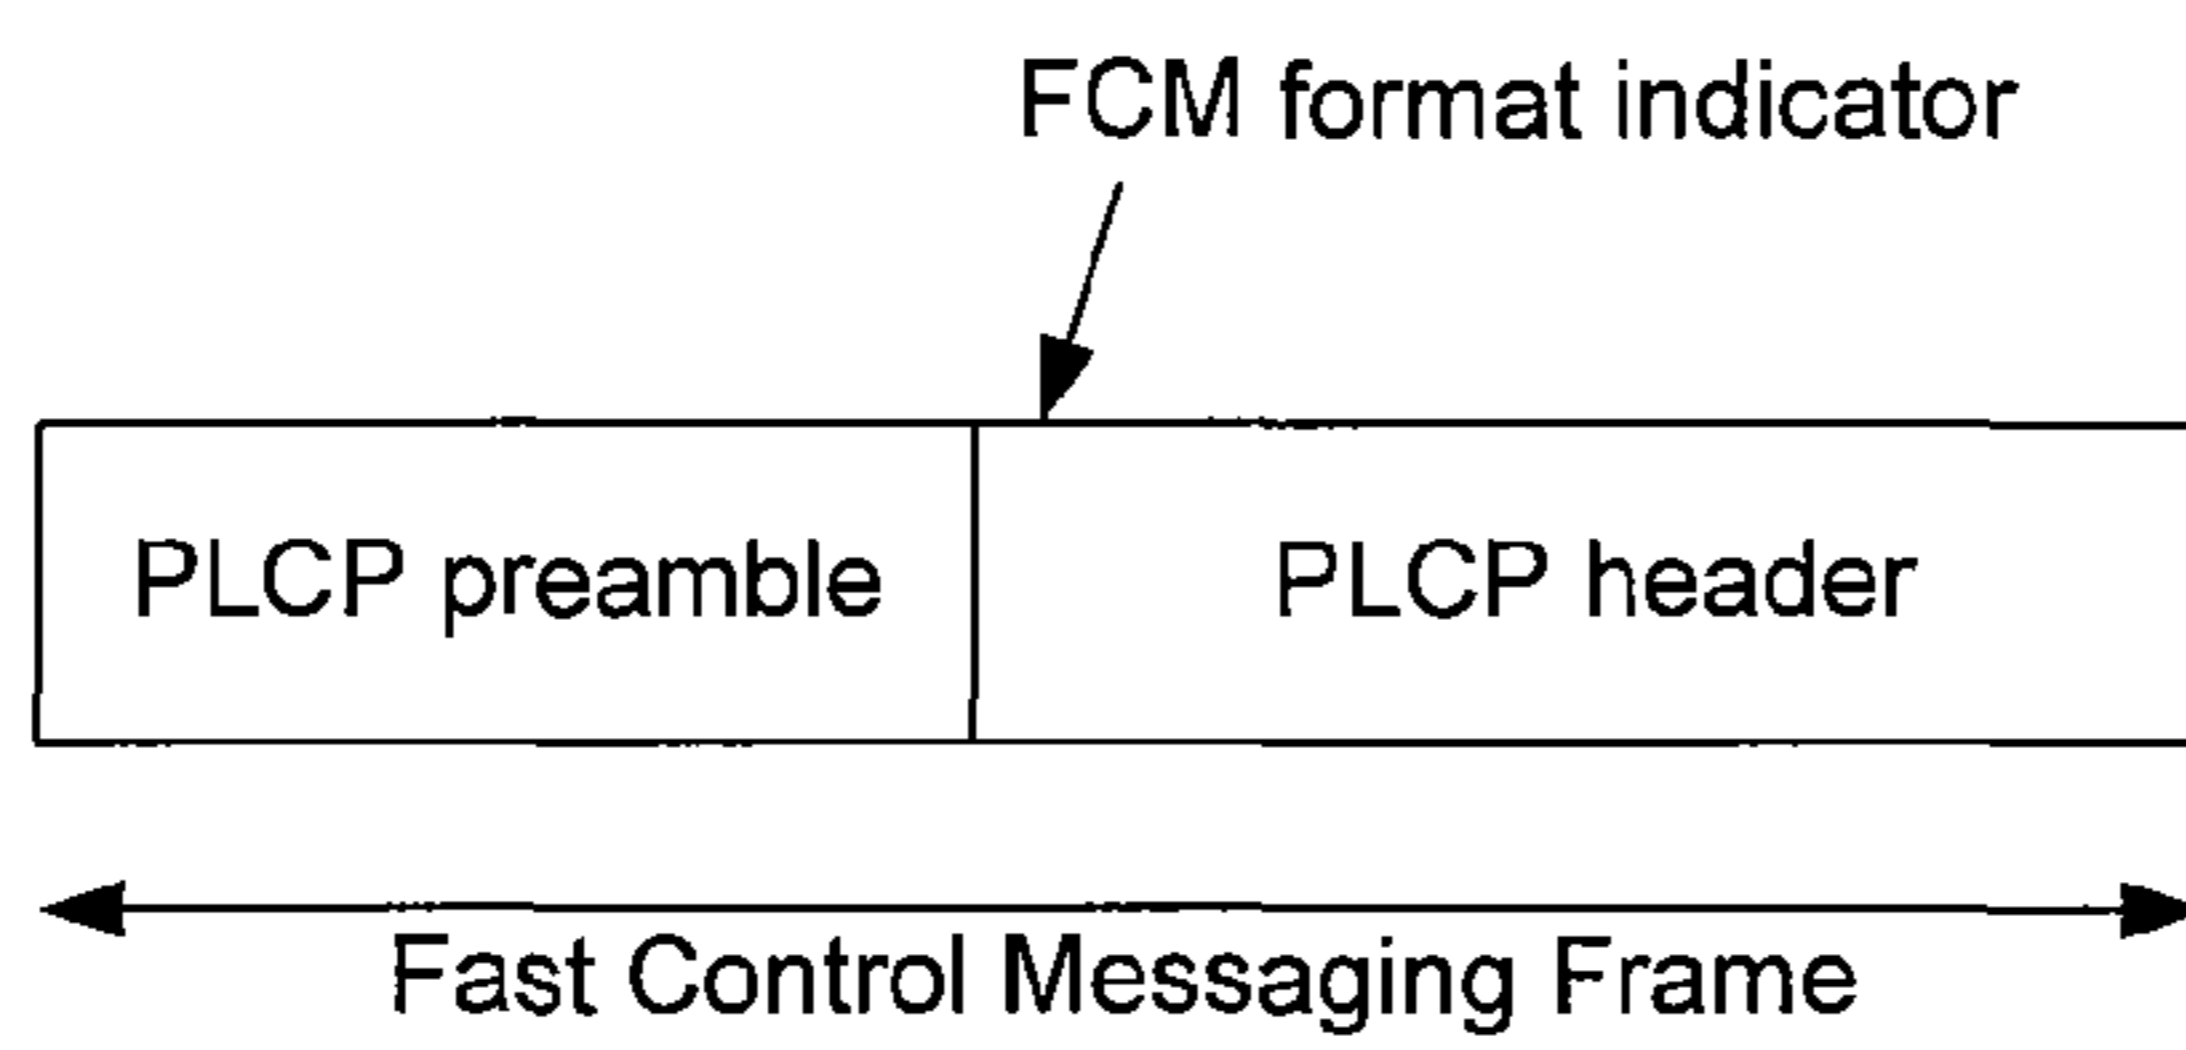 FCM format indicator
PLCP preamble
PLCP header
Fast Control Messaging Frame